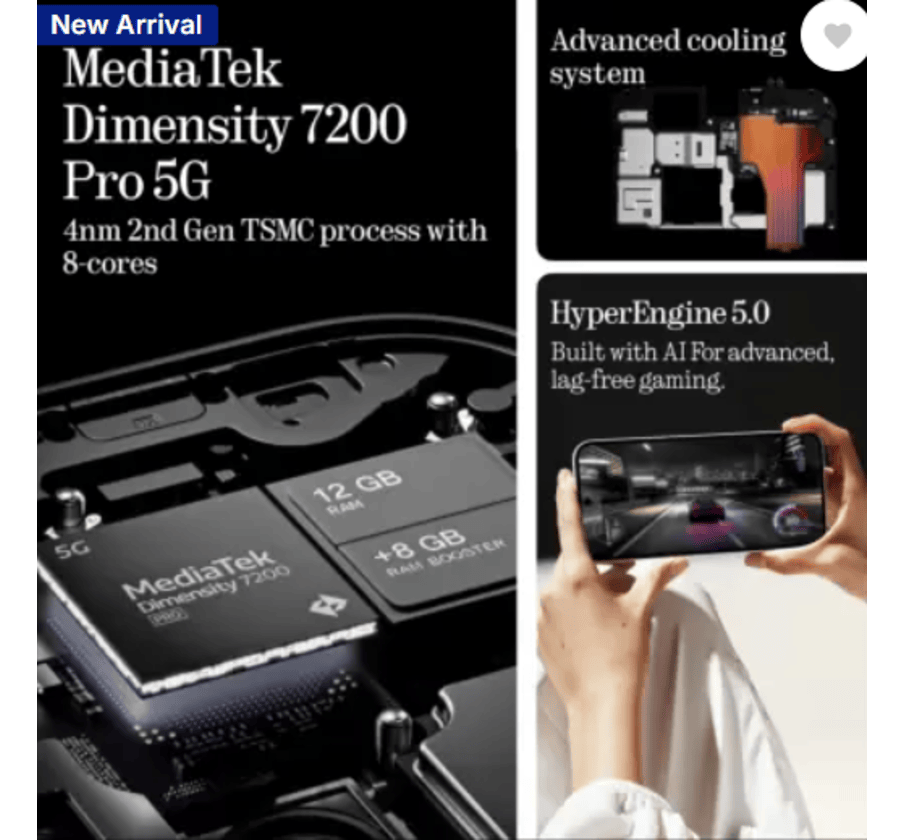 New Arrival
MediaTek
Dimensity 7200
Pro 5G
4nm 2nd Gen TSMC process with
8-cores
5G
MediaTek
Dimensity 7200
PRO
12 GB
RAM
+8 GB
RAM BOOSTER
Advanced cooling
system
HyperEngine 5.0
Built with AI For advanced,
lag-free gaming.